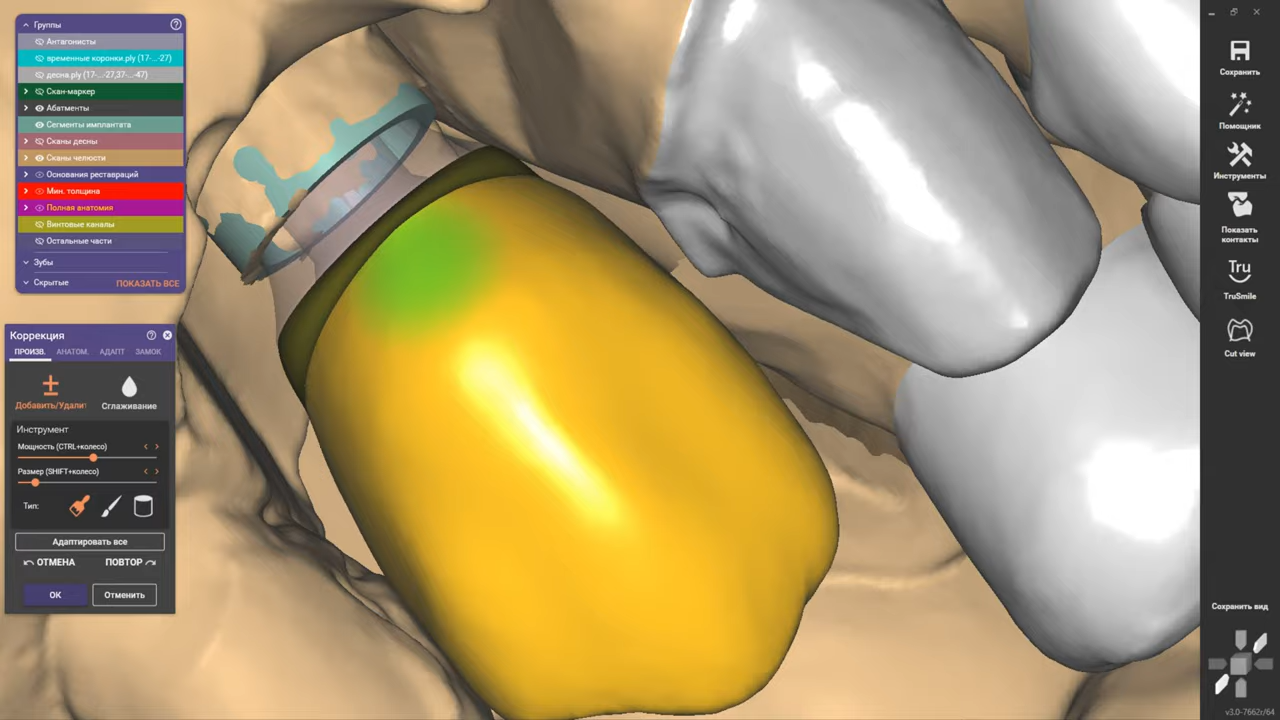 Группы
Антагонисты
временные коронки.ply (17-...-27)
десна.ply (17-...-27,37-...-47)
Скан-маркер
Абатменты
Сегменты имплантата
Сканы десны
Сканы челюсти
Основания реставраций
Мин. толщина
Полная анатомия
Винтовые каналы
Остальные части
Зубы
Скрытые
ПОКАЗАТЬ ВСЕ
Коррекция
ПРОИЗВ. АНАТОМ. АДАПТ ЗАМОК
Добавить/Удалит Сглаживание
Инструмент
Мощность (CTRL+колесо)
Размер (SHIFT+колесо)
Тип:
Адаптировать все
ОТМЕНА ПОВТОР
ОК Отменить
Сохранить
Помощник
Инструменты
Показать
контакты
Tru
TruSmile
Cut view
Сохранить вид
v3.0-7662r/64